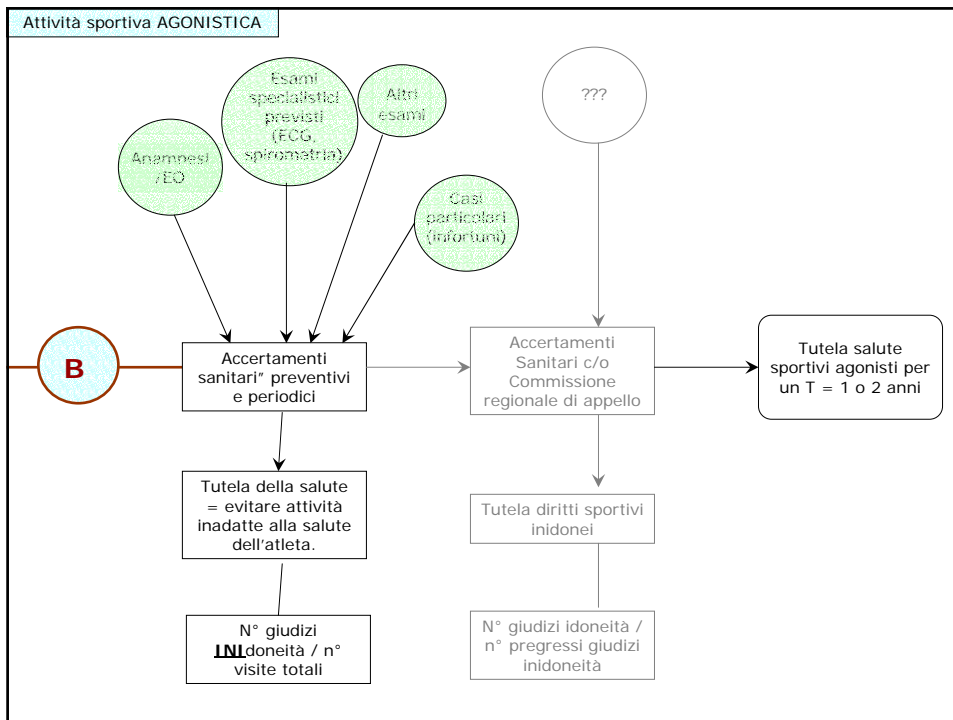 Attività sportiva AGONISTICA
Anamnesi
/EO
Esami
specialistici
previsti
(ECG,
spiromatria)
Altri
esami
Casi
particolari
(infortuni)
???
B
Accertamenti
sanitari" preventivi
e periodici
Accertamenti
Sanitari c/o
Commissione
regionale di appello
Tutela salute
sportivi agonisti per
un T = 1 o 2 anni
Tutela della salute
= evitare attività
inadatte alla salute
dell'atleta.
Tutela diritti sportivi
inidonei
N° giudizi
INIdoneità / n°
visite totali
N° giudizi idoneità /
n° pregressi giudizi
inidoneità